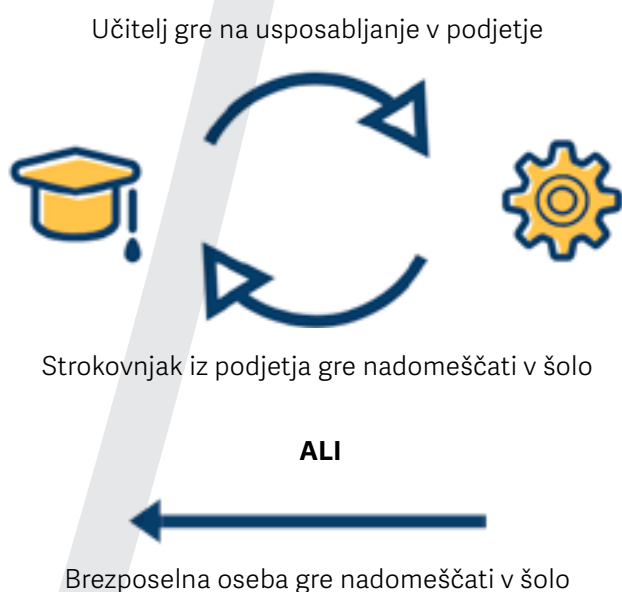 Učitelj gre na usposabljanje v podjetje
Strokovnjak iz podjetja gre nadomeščati v šolo
ALI
Brezposelna oseba gre nadomeščati v šolo